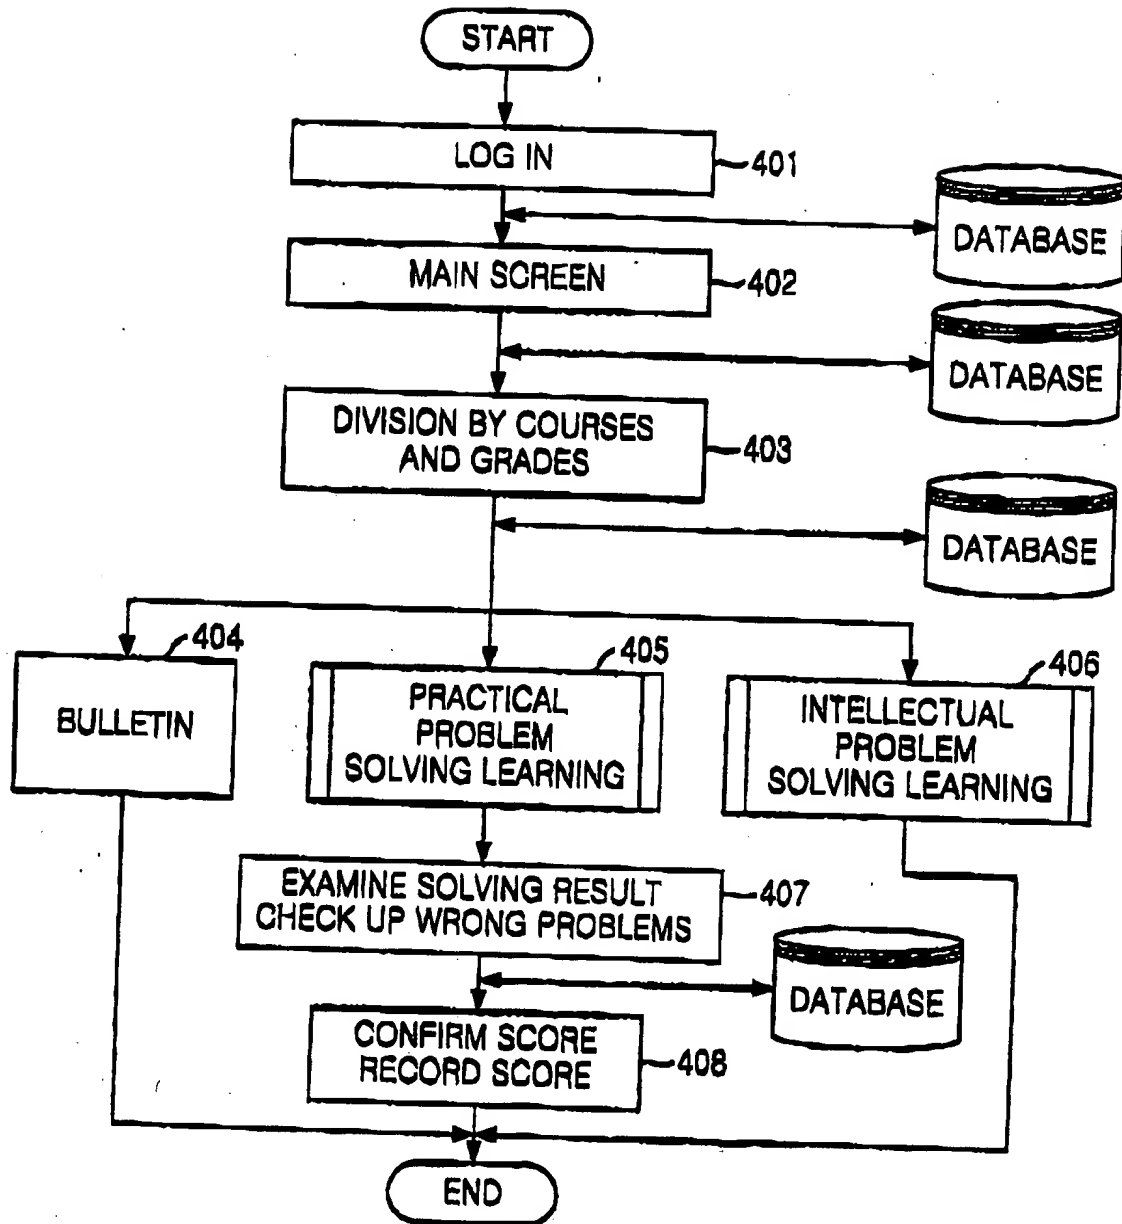 START
LOG IN
401
DATABASE
MAIN SCREEN
402
DATABASE
DIVISION BY COURSES
AND GRADES
403
DATABASE
404
BULLETIN
405
PRACTICAL
PROBLEM
SOLVING LEARNING
406
INTELLECTUAL
PROBLEM
SOLVING LEARNING
EXAMINE SOLVING RESULT
CHECK UP WRONG PROBLEMS
407
DATABASE
CONFIRM SCORE
RECORD SCORE
408
END